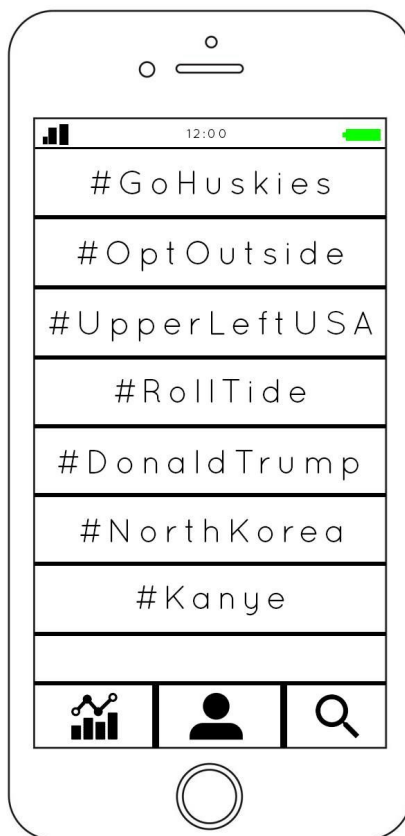 12:00
#GoHuskies
#OptOutside
#UpperLeftUSA
#RollTide
#DonaldTrump
#NorthKorea
#Kanye